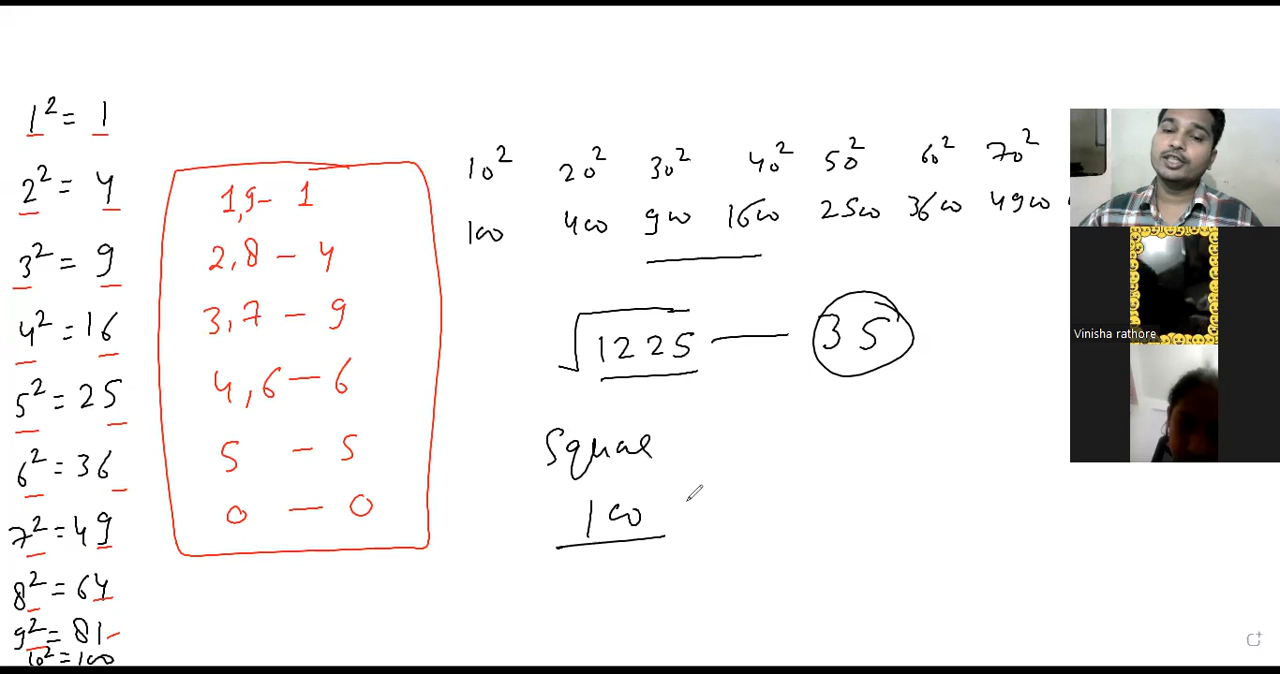 1² = 1
2² = 4
3² = 9
4² = 16
5² = 25
6² = 36
7² = 49
8² = 64
9² = 81
10² = 100
1,9 - 1
2,8 - 4
3,7 - 9
4,6 - 6
5 - 5
0 - 0
10² 20² 30² 40² 50² 60² 70²
100 400 900 1600 2500 3600 4900
√1225 — 35
Square
100
Vinisha rathore